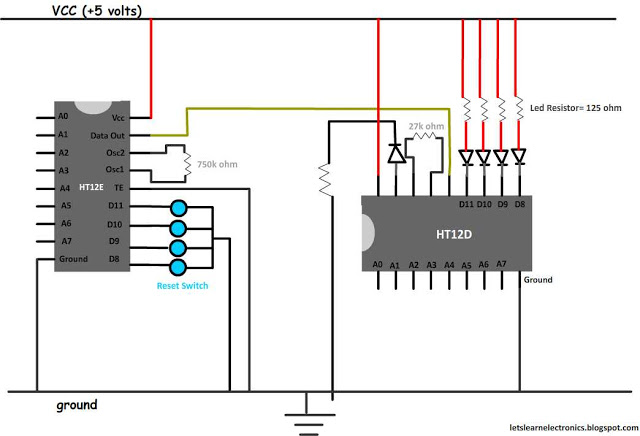 VCC (+5 volts)
A0
Vcc
A1
Data Out
A2
Osc2
A3
Osc1
750k ohm
A4
HT12E
TE
A5
D11
A6
D10
A7
D9
Ground
D8
Reset Switch
27k ohm
Led Resistor= 125 ohm
D11 D10 D9 D8
HT12D
A0 A1 A2 A3 A4 A5 A6 A7
Ground
ground
letslearnelectronics.blogspot.com